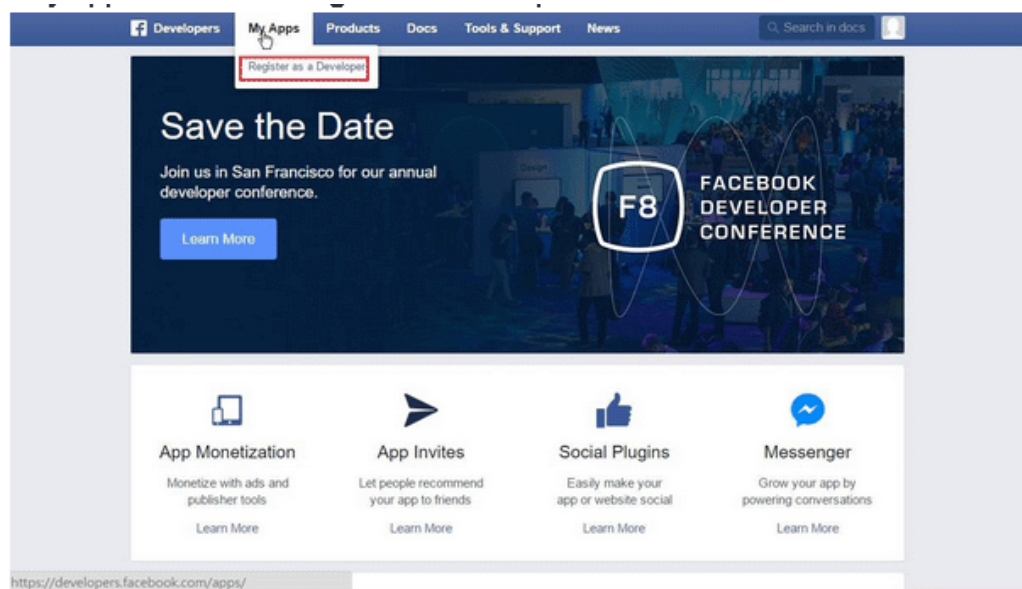 Developers My Apps Products Docs Tools & Support News Search in docs
Register as a Developer
Save the Date
Join us in San Francisco for our annual
developer conference.
Learn More
Design
F8
FACEBOOK
DEVELOPER
CONFERENCE
App Monetization App Invites Social Plugins Messenger
Monetize with ads and Let people recommend Easily make your Grow your app by
publisher tools your app to friends app or website social powering conversations
Learn More Learn More Learn More Learn More
https://developers.facebook.com/apps/